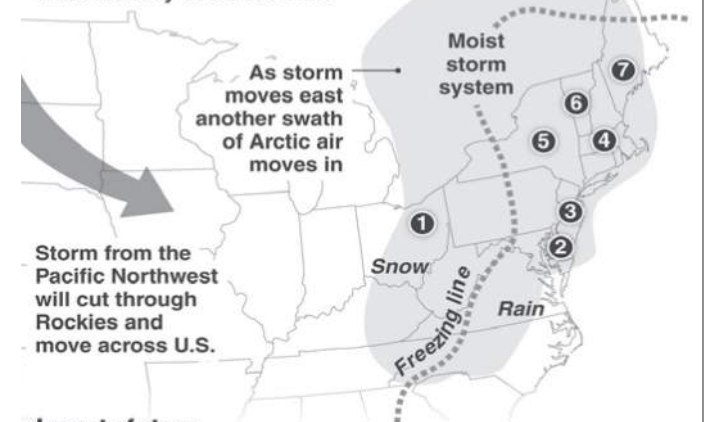 Moist
storm
system
As storm
moves east
another swath
of Arctic air
moves in
7
6
5
4
3
1
2
Storm from the
Pacific Northwest
will cut through
Rockies and
move across U.S.
Snow
Freezing line
Rain